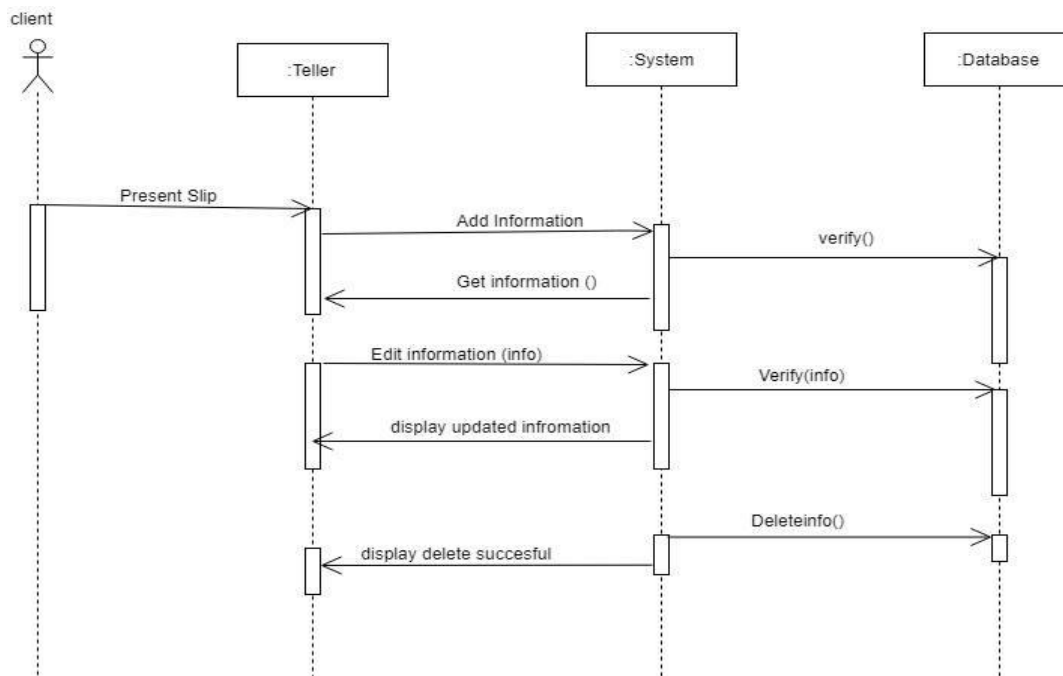 client
:Teller
:System
:Database
Present Slip
Add Information
verify()
Get information ()
Edit information (info)
Verify(info)
display updated infromation
Deleteinfo()
display delete succesful